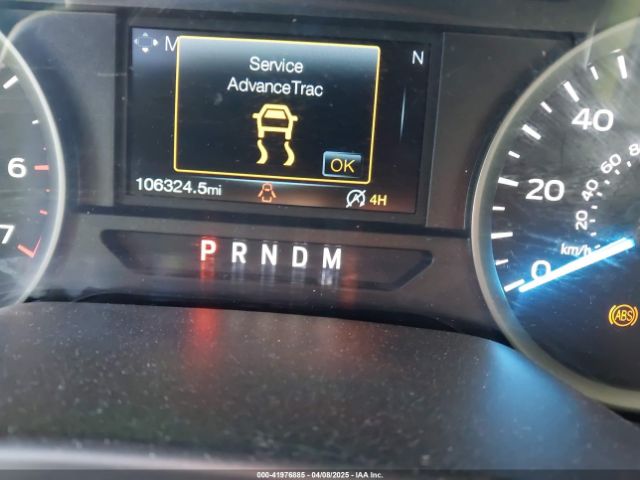 M
N
Service
AdvanceTrac
OK
106324.5mi
4H
P R N D M
6
7
40
20
0
80
60
40
20
km/h
ABS
000-41976885 - 04/08/2025 - IAA Inc.